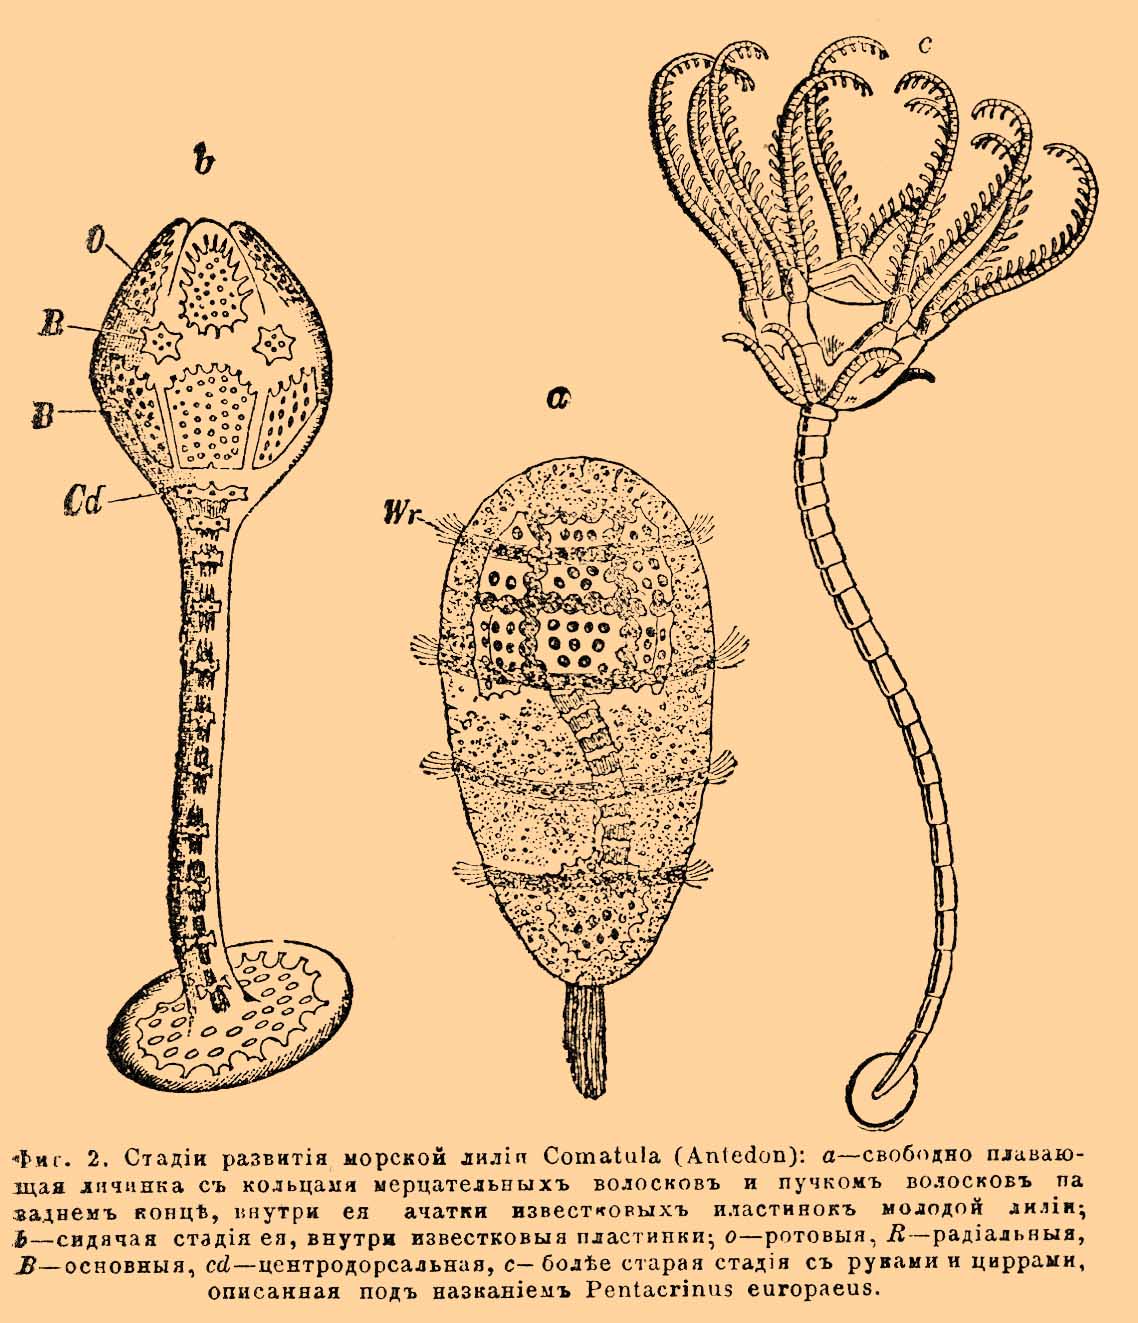 c
b
O
B
a
B
Cd
Wr
Фиг. 2. Стадіи развитія морской лиліи Comatula (Antedon): a—свободно плаваю-
щая личинка съ кольцами мерцательныхъ волосковъ и пучкомъ волосковъ на
заднемъ концѣ, внутри ея зачатки известковыхъ пластинокъ молодой лиліи;
b—сидячая стадія ея, внутри известковыя пластинки; o—ротовыя, R—радіальныя,
B—основныя, cd—центродорсальная, c—болѣе старая стадія съ руками и циррами,
описанная подъ названіемъ Pentacrinus europaeus.